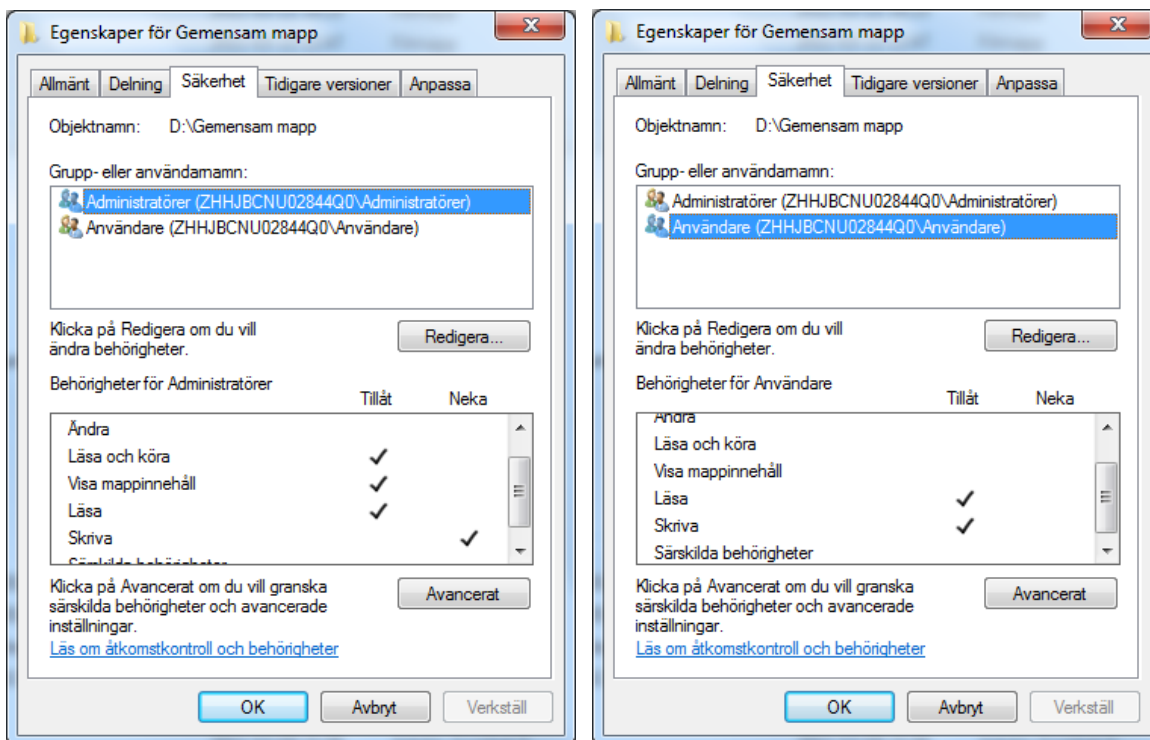 Egenskaper för Gemensam mapp
Allmänt Delning Säkerhet Tidigare versioner Anpassa
Objektnamn: D:\Gemensam mapp
Grupp- eller användarnamn:
Administratörer (ZHHJBCNU02844Q0\Administratörer)
Användare (ZHHJBCNU02844Q0\Användare)
Klicka på Redigera om du vill
ändra behörigheter.
Redigera...
Behörigheter för Administratörer
Tillåt Neka
Ändra
Läsa och köra
Visa mappinnehåll
Läsa
Skriva
Särskilda behörigheter
Klicka på Avancerat om du vill granska
särskilda behörigheter och avancerade
inställningar.
Avancerat
Läs om åtkomstkontroll och behörigheter
OK Avbryt Verkställ
Egenskaper för Gemensam mapp
Allmänt Delning Säkerhet Tidigare versioner Anpassa
Objektnamn: D:\Gemensam mapp
Grupp- eller användarnamn:
Administratörer (ZHHJBCNU02844Q0\Administratörer)
Användare (ZHHJBCNU02844Q0\Användare)
Klicka på Redigera om du vill
ändra behörigheter.
Redigera...
Behörigheter för Användare
Tillåt Neka
Ändra
Läsa och köra
Visa mappinnehåll
Läsa
Skriva
Särskilda behörigheter
Klicka på Avancerat om du vill granska
särskilda behörigheter och avancerade
inställningar.
Avancerat
Läs om åtkomstkontroll och behörigheter
OK Avbryt Verkställ